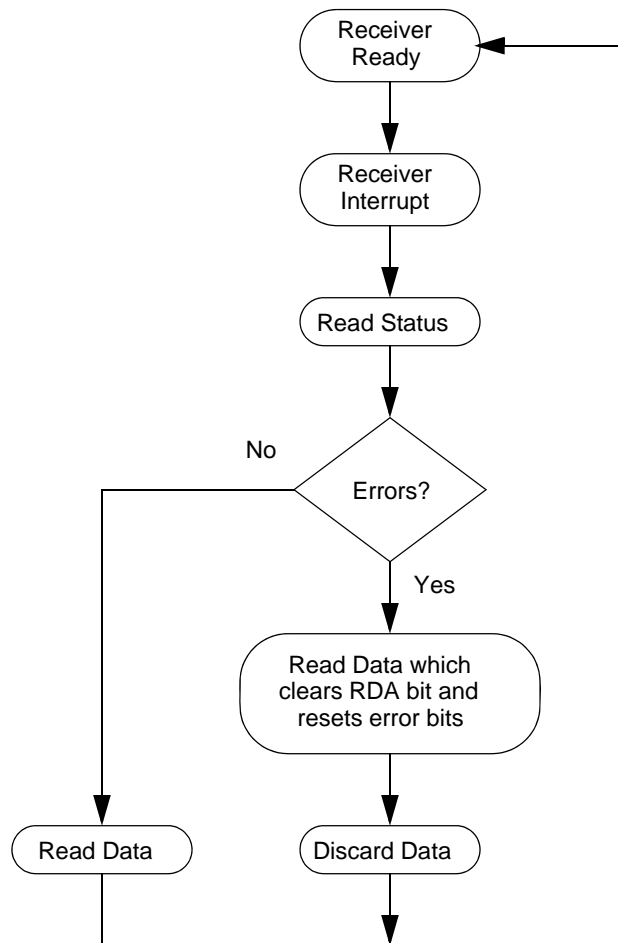 Receiver
Ready
Receiver
Interrupt
Read Status
No
Errors?
Yes
Read Data which
clears RDA bit and
resets error bits
Read Data
Discard Data